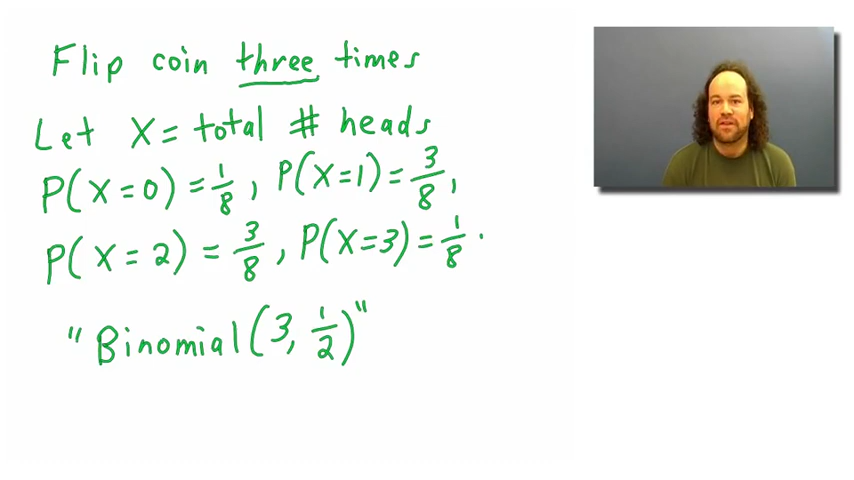 Flip coin three times
Let X = total # heads
P(X=0) = 1/8, P(X=1) = 3/8,
P(X=2) = 3/8, P(X=3) = 1/8.
"Binomial(3, 1/2)"